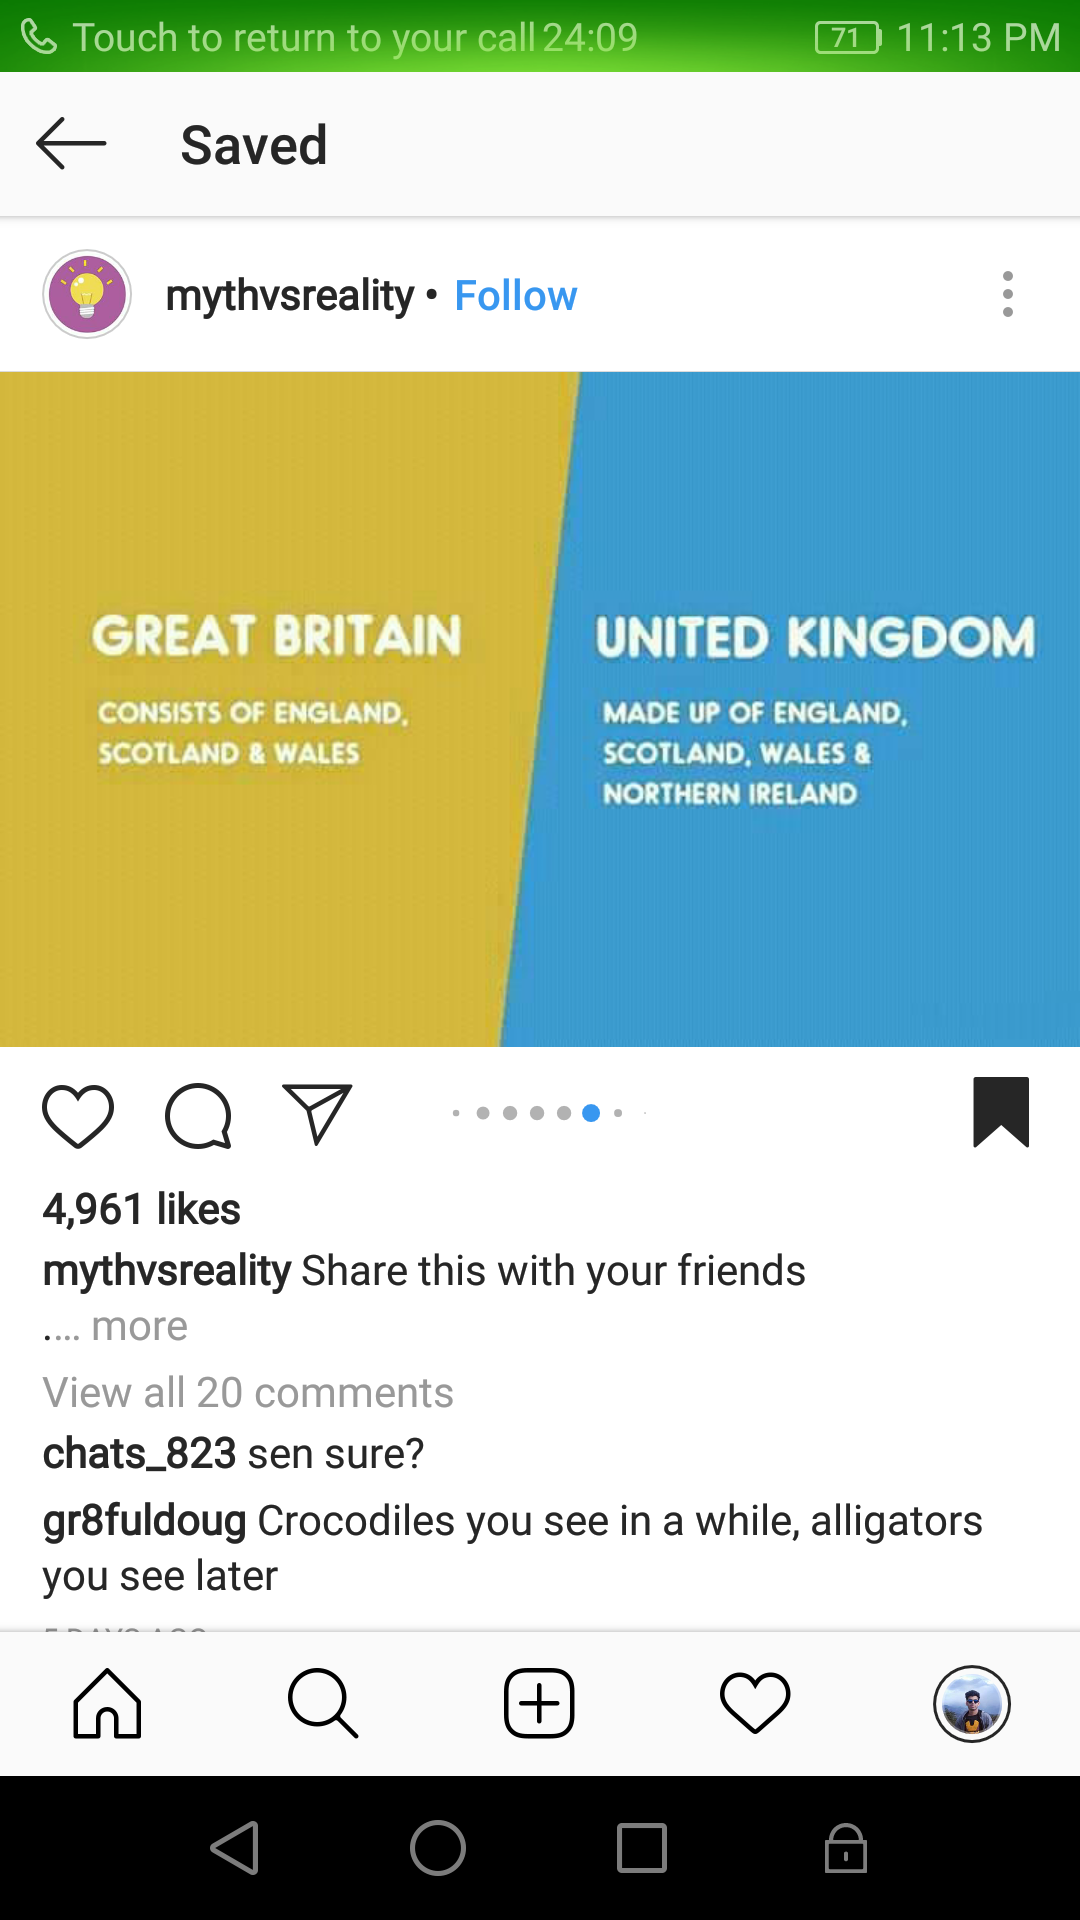 Touch to return to your call 24:09
71 11:13 PM
Saved
mythvsreality • Follow
GREAT BRITAIN
CONSISTS OF ENGLAND,
SCOTLAND & WALES
UNITED KINGDOM
MADE UP OF ENGLAND,
SCOTLAND, WALES &
NORTHERN IRELAND
4,961 likes
mythvsreality Share this with your friends
.... more
View all 20 comments
chats_823 sen sure?
gr8fuldoug Crocodiles you see in a while, alligators
you see later
5 DAYS AGO